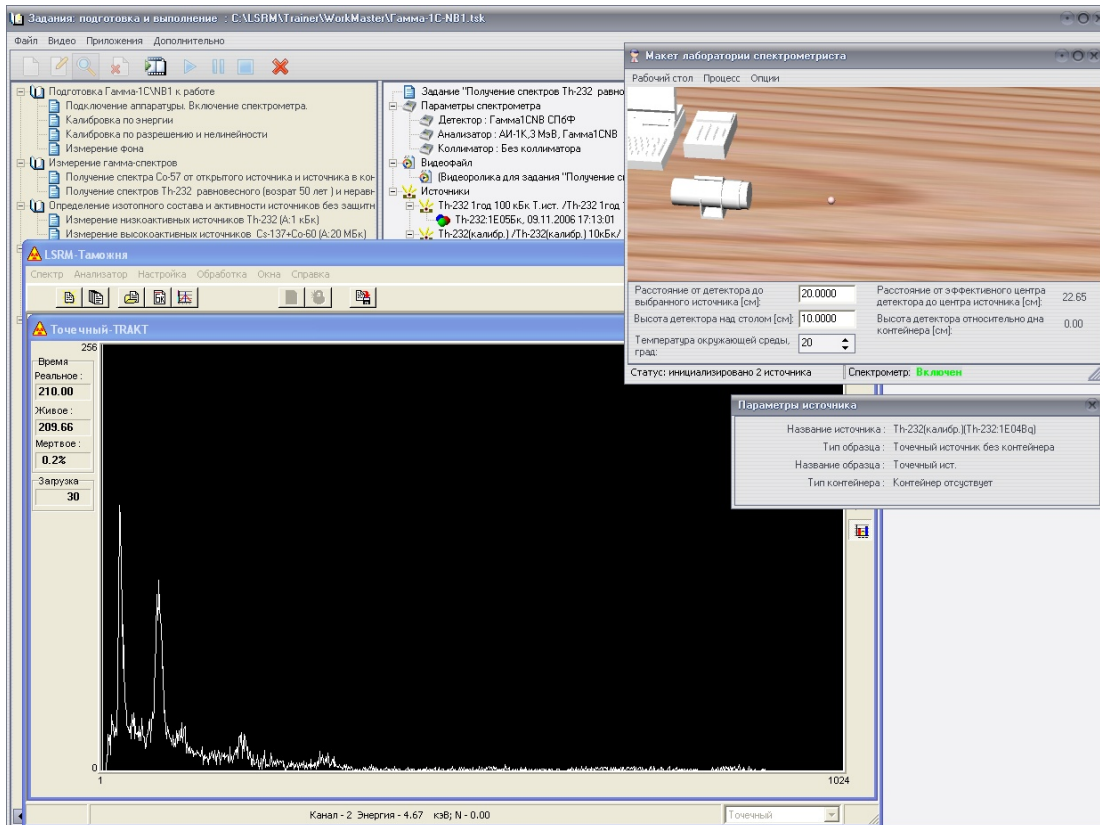 Задания: подготовка и выполнение : C:\LSRM\Trainer\WorkMaster\Гамма-1C-NB1.tsk
Файл Видео Приложения Дополнительно
Подготовка Гамма-1C\NB1 к работе
Подключение аппаратуры. Включение спектрометра.
Калибровка по энергии
Калибровка по разрешению и нелинейности
Измерение фона
Измерение гамма-спектров
Получение спектра Co-57 от открытого источника и источника в кон
Получение спектров Th-232 равновесного (возрат 50 лет ) и неравн
Определение изотопного состава и активности источников без защитн
Измерение низкоактивных источников Th-232 (A:1 кБк)
Измерение высокоактивных источников Cs-137+Co-60 (A:20 МБк)
Задание "Получение спектров Th-232 равно
Параметры спектрометра
Детектор : Гамма1CNB СПбФ
Анализатор : АИ-1К,3 МэВ, Гамма1CNB
Коллиматор : Без коллиматора
Видеофайл
(Видеоролика для задания "Получение с
Источники
Th-232 1год 100 кБк Т.ист. /Th-232 1год
Th-232:1E05Бк, 09.11.2006 17:13:01
Th-232(калибр.) /Th-232(калибр.) 10кБк/
Макет лаборатории спектрометриста
Рабочий стол Процесс Опции
Расстояние от детектора до выбранного источника [см]: 20.0000
Расстояние от эффективного центра детектора до центра источника [см]: 22.65
Высота детектора над столом [см]: 10.0000
Высота детектора относительно дна контейнера [см]: 0.00
Температура окружающей среды, град: 20
Статус: инициализировано 2 источника
Спектрометр: Включен
Параметры источника
Название источника : Th-232(калибр.)(Th-232:1E04Bq)
Тип образца : Точечный источник без контейнера
Название образца : Точечный ист.
Тип контейнера : Контейнер отсуствует
LSRM-Таможня
Спектр Анализатор Настройка Обработка Окна Справка
Точечный-TRAKT
Время
Реальное :
210.00
Живое :
209.66
Мертвое :
0.2%
Загрузка
30
256
0
1
1024
Канал - 2 Энергия - 4.67 кэВ; N - 0.00
Точечный